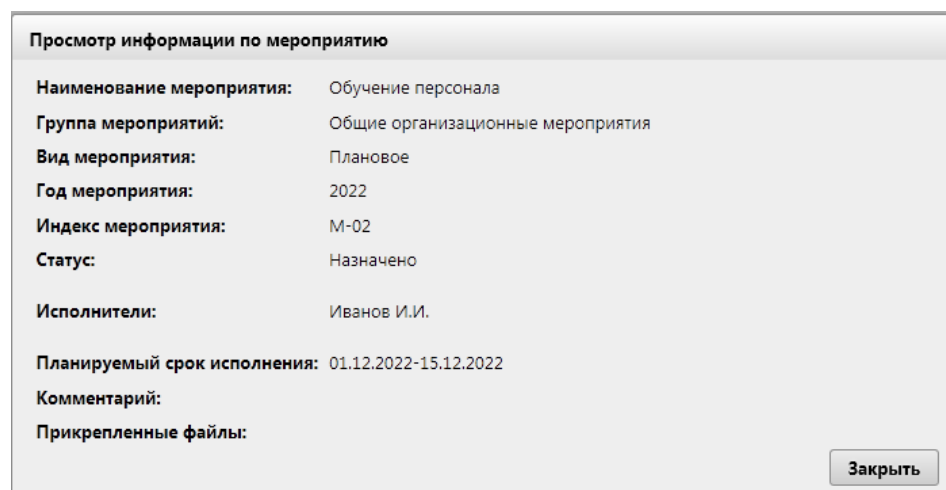 Просмотр информации по мероприятию
Наименование мероприятия: Обучение персонала
Группа мероприятий: Общие организационные мероприятия
Вид мероприятия: Плановое
Год мероприятия: 2022
Индекс мероприятия: М-02
Статус: Назначено
Исполнители: Иванов И.И.
Планируемый срок исполнения: 01.12.2022-15.12.2022
Комментарий:
Прикрепленные файлы:
Закрыть